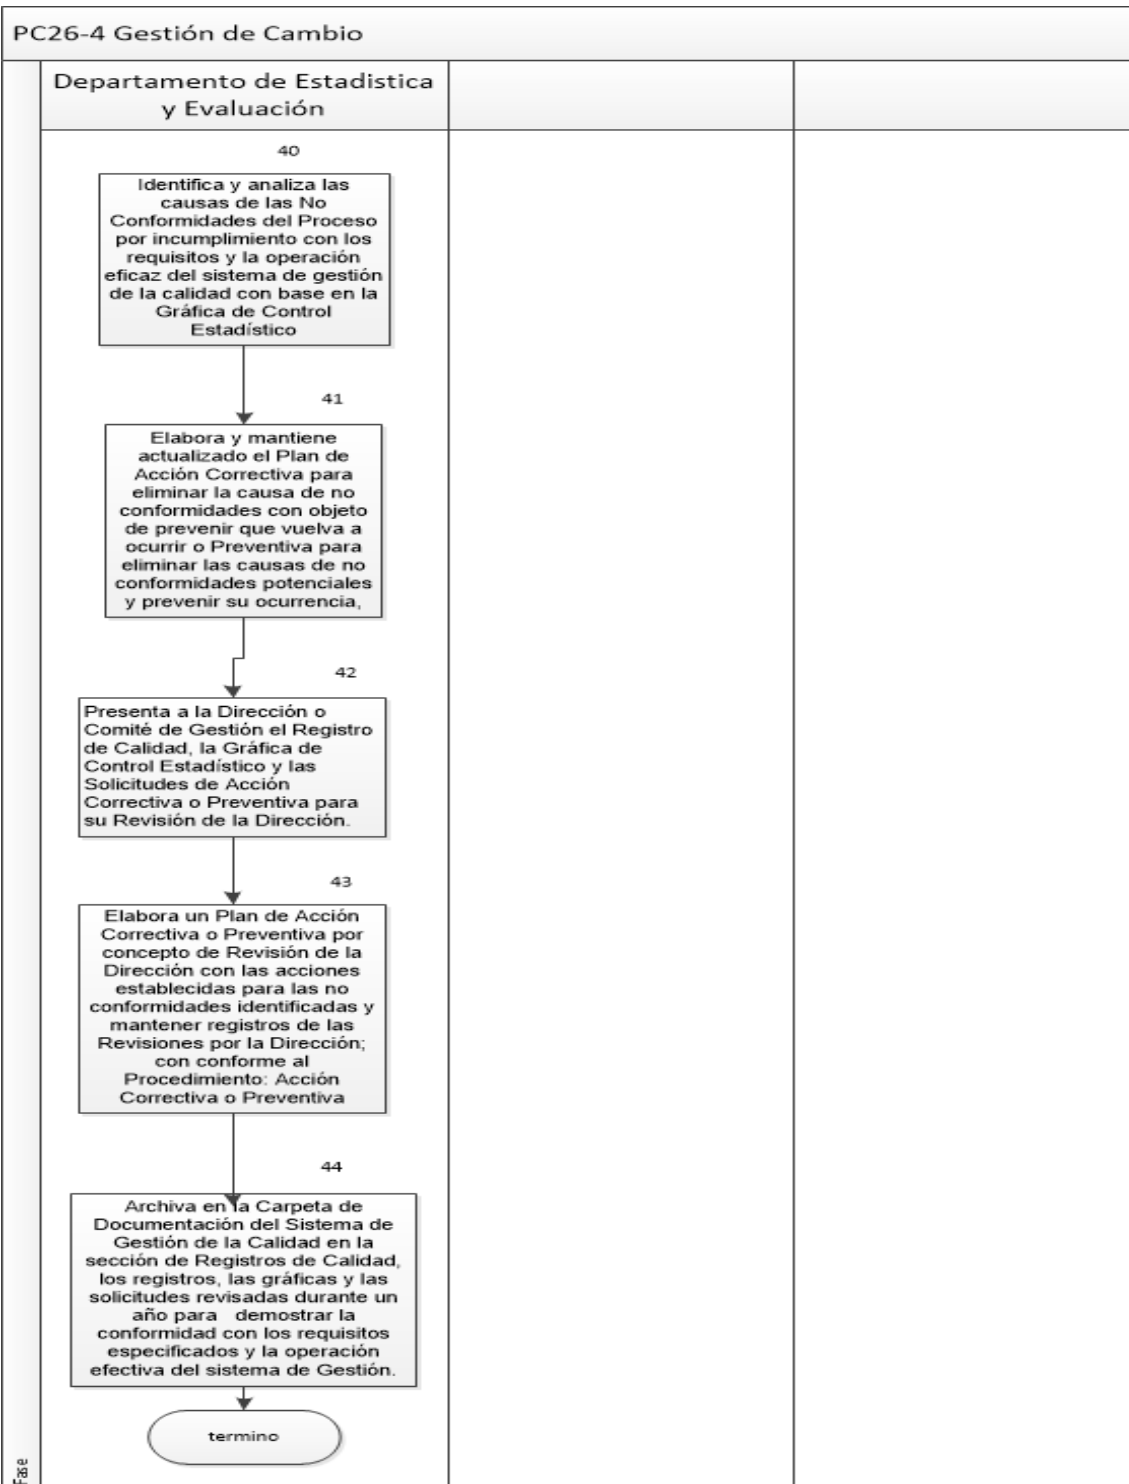 PC26-4 Gestión de Cambio
Departamento de Estadistica
y Evaluación
40
Identifica y analiza las
causas de las No
Conformidades del Proceso
por incumplimiento con los
requisitos y la operación
eficaz del sistema de gestión
de la calidad con base en la
Gráfica de Control
Estadístico
41
Elabora y mantiene
actualizado el Plan de
Acción Correctiva para
eliminar la causa de no
conformidades con objeto
de prevenir que vuelva a
ocurrir o Preventiva para
eliminar las causas de no
conformidades potenciales
y prevenir su ocurrencia,
42
Presenta a la Dirección o
Comité de Gestión el Registro
de Calidad, la Gráfica de
Control Estadístico y las
Solicitudes de Acción
Correctiva o Preventiva para
su Revisión de la Dirección.
43
Elabora un Plan de Acción
Correctiva o Preventiva por
concepto de Revisión de la
Dirección con las acciones
establecidas para las no
conformidades identificadas y
mantener registros de las
Revisiones por la Dirección;
con conforme al
Procedimiento: Acción
Correctiva o Preventiva
44
Archiva en la Carpeta de
Documentación del Sistema de
Gestión de la Calidad en la
sección de Registros de Calidad,
los registros, las gráficas y las
solicitudes revisadas durante un
año para demostrar la
conformidad con los requisitos
especificados y la operación
efectiva del sistema de Gestión.
termino
Fase